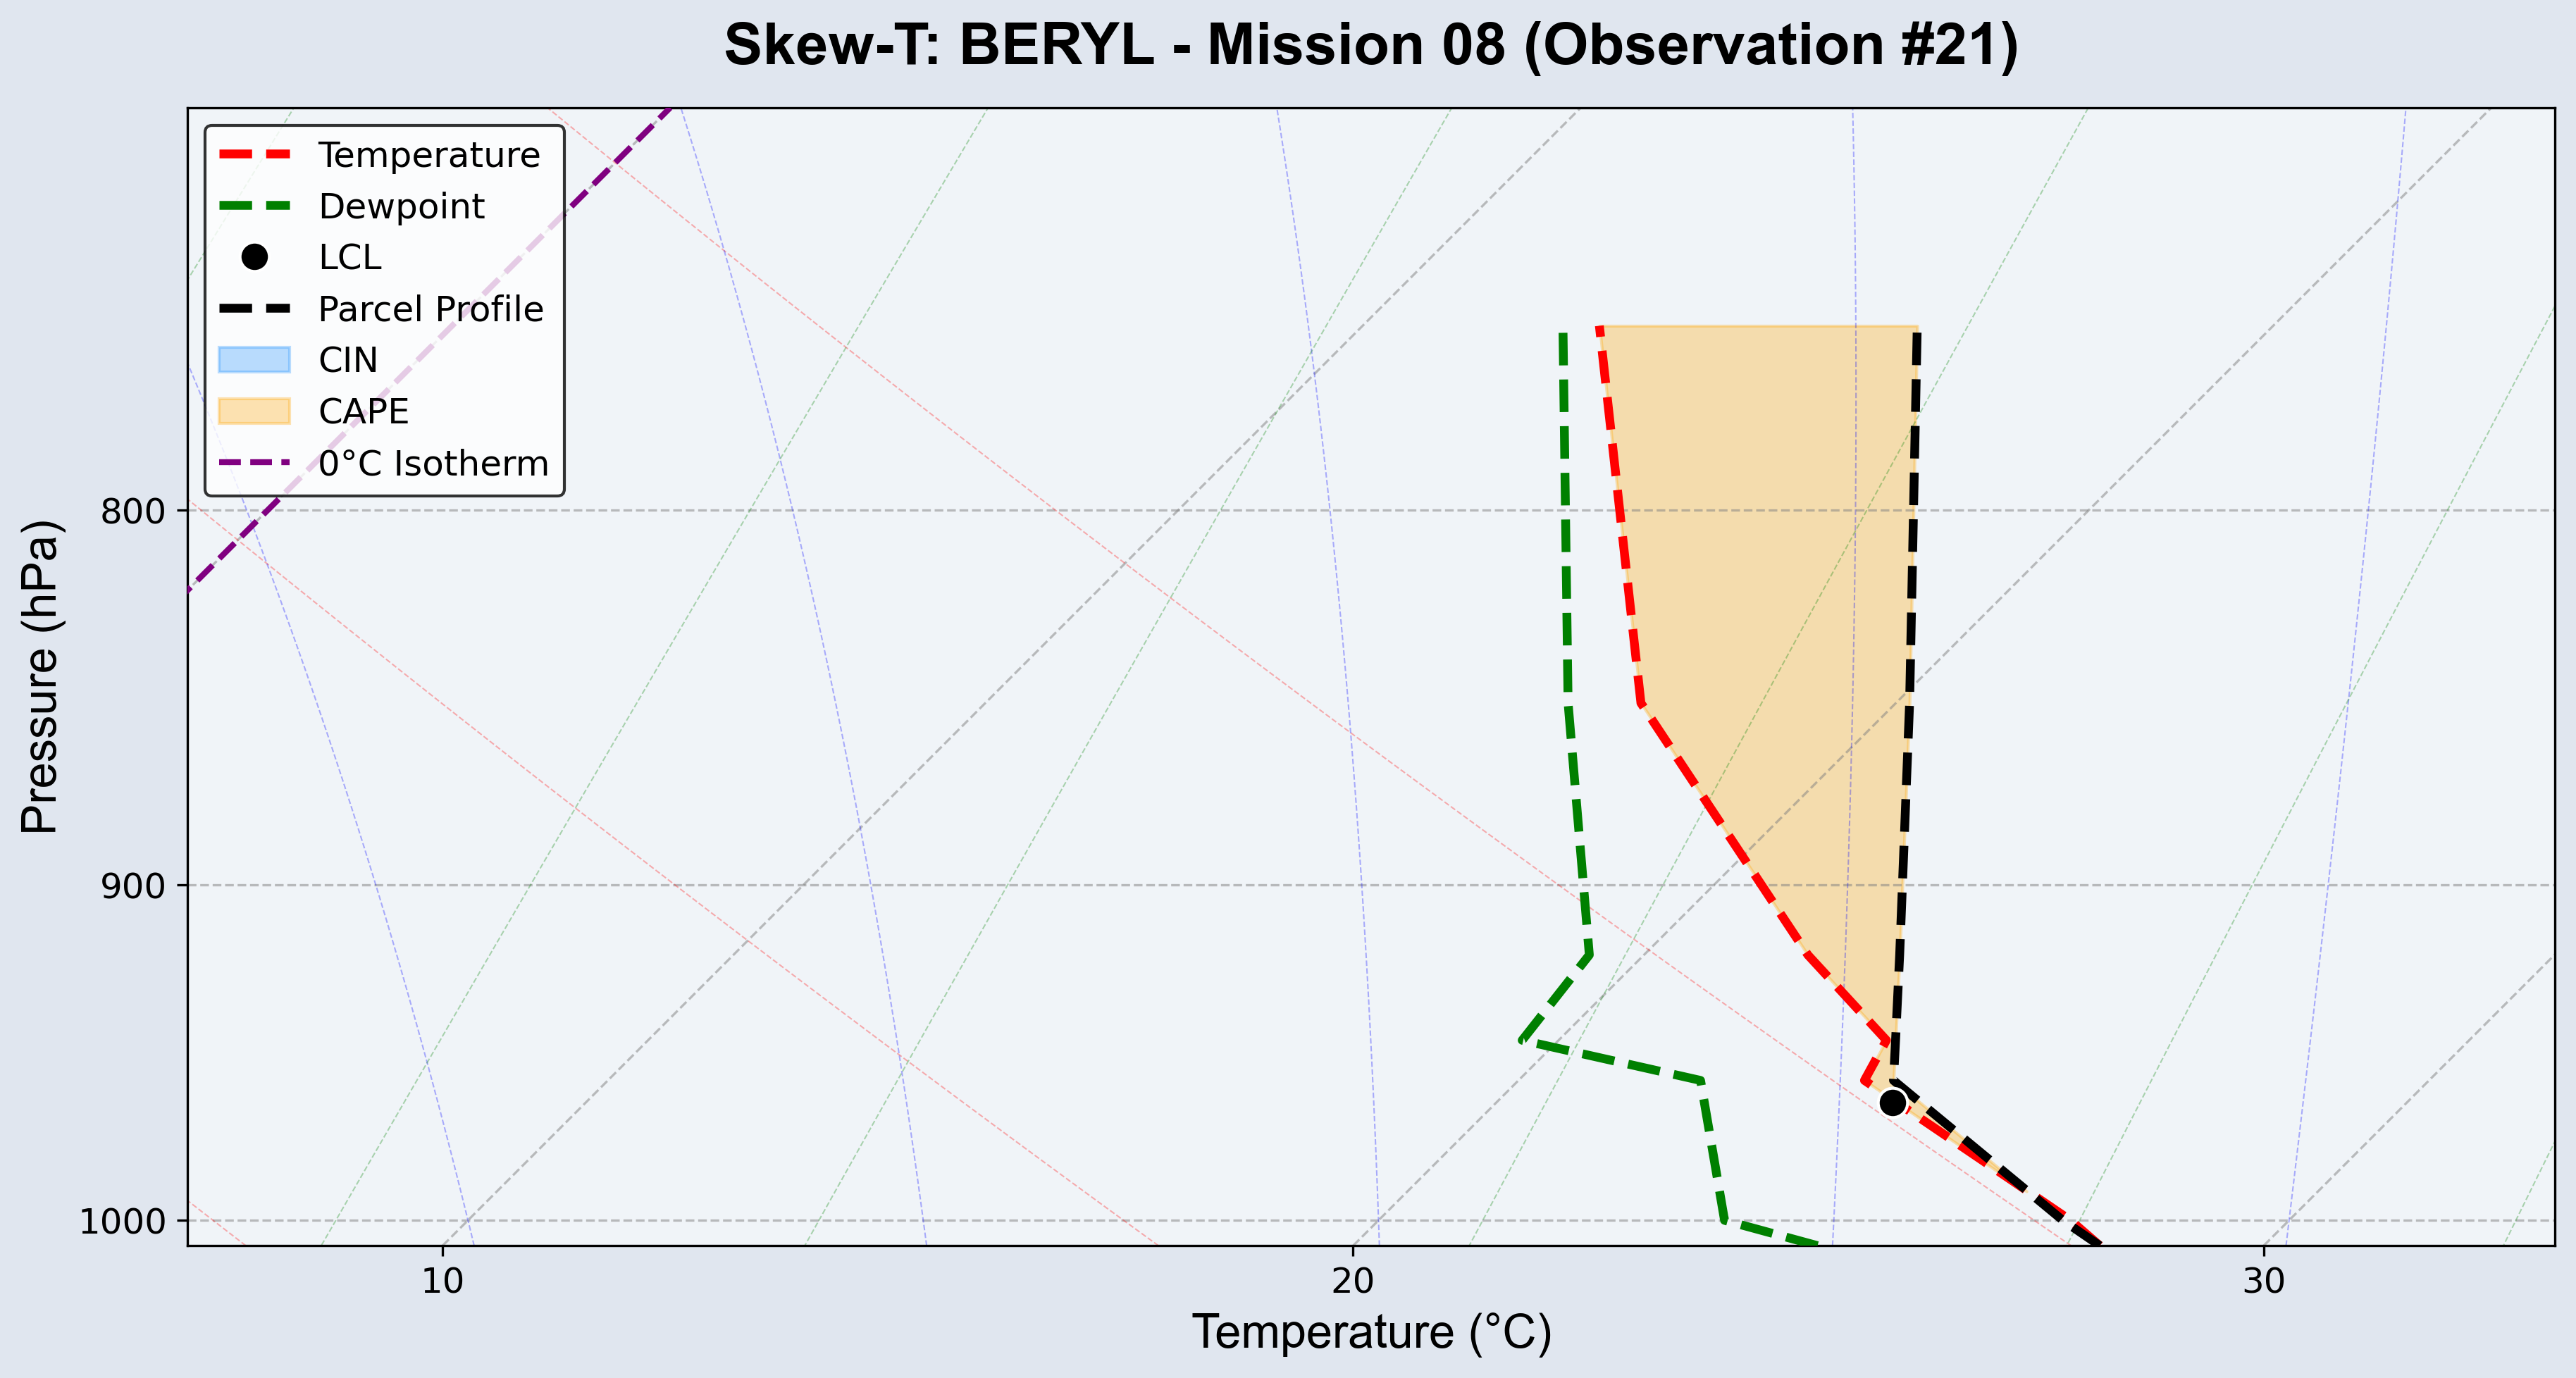 Skew-T: BERYL - Mission 08 (Observation #21)
Temperature
Dewpoint
LCL
Parcel Profile
CIN
CAPE
0°C Isotherm
Pressure (hPa)
800
900
1000
10
20
30
Temperature (°C)